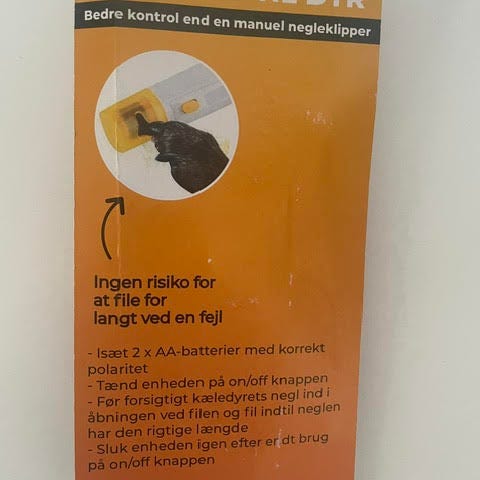 DYR
Bedre kontrol end en manuel negleklipper
Ingen risiko for
at file for
langt ved en fejl
- Isæt 2 x AA-batterier med korrekt
polaritet
- Tænd enheden på on/off knappen
- Før forsigtigt kæledyrets negl ind i
åbningen ved filen og fil indtil neglen
har den rigtige længde
- Sluk enheden igen efter endt brug
på on/off knappen